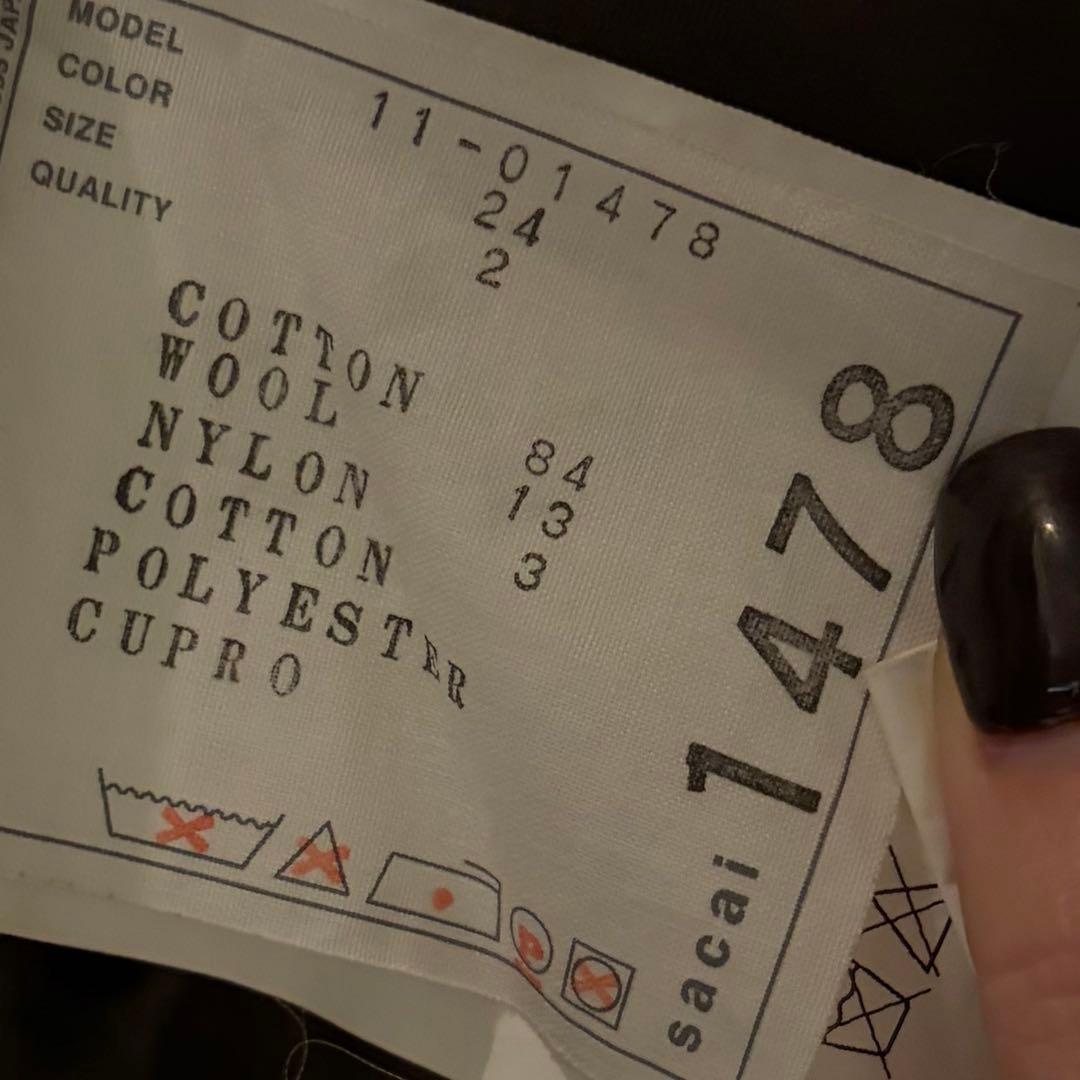 MODEL 11-01478
COLOR 24
SIZE 2
QUALITY
COTTON
WOOL 84
NYLON 13
COTTON 3
POLYESTER
CUPRO
sacai 1478